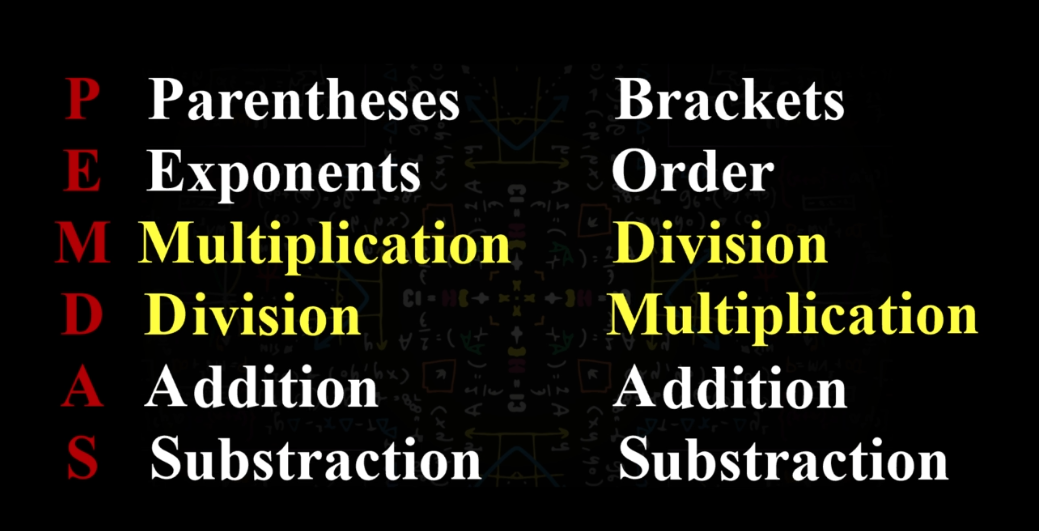 P Parentheses Brackets
E Exponents Order
M Multiplication Division
D Division Multiplication
A Addition Addition
S Substraction Substraction